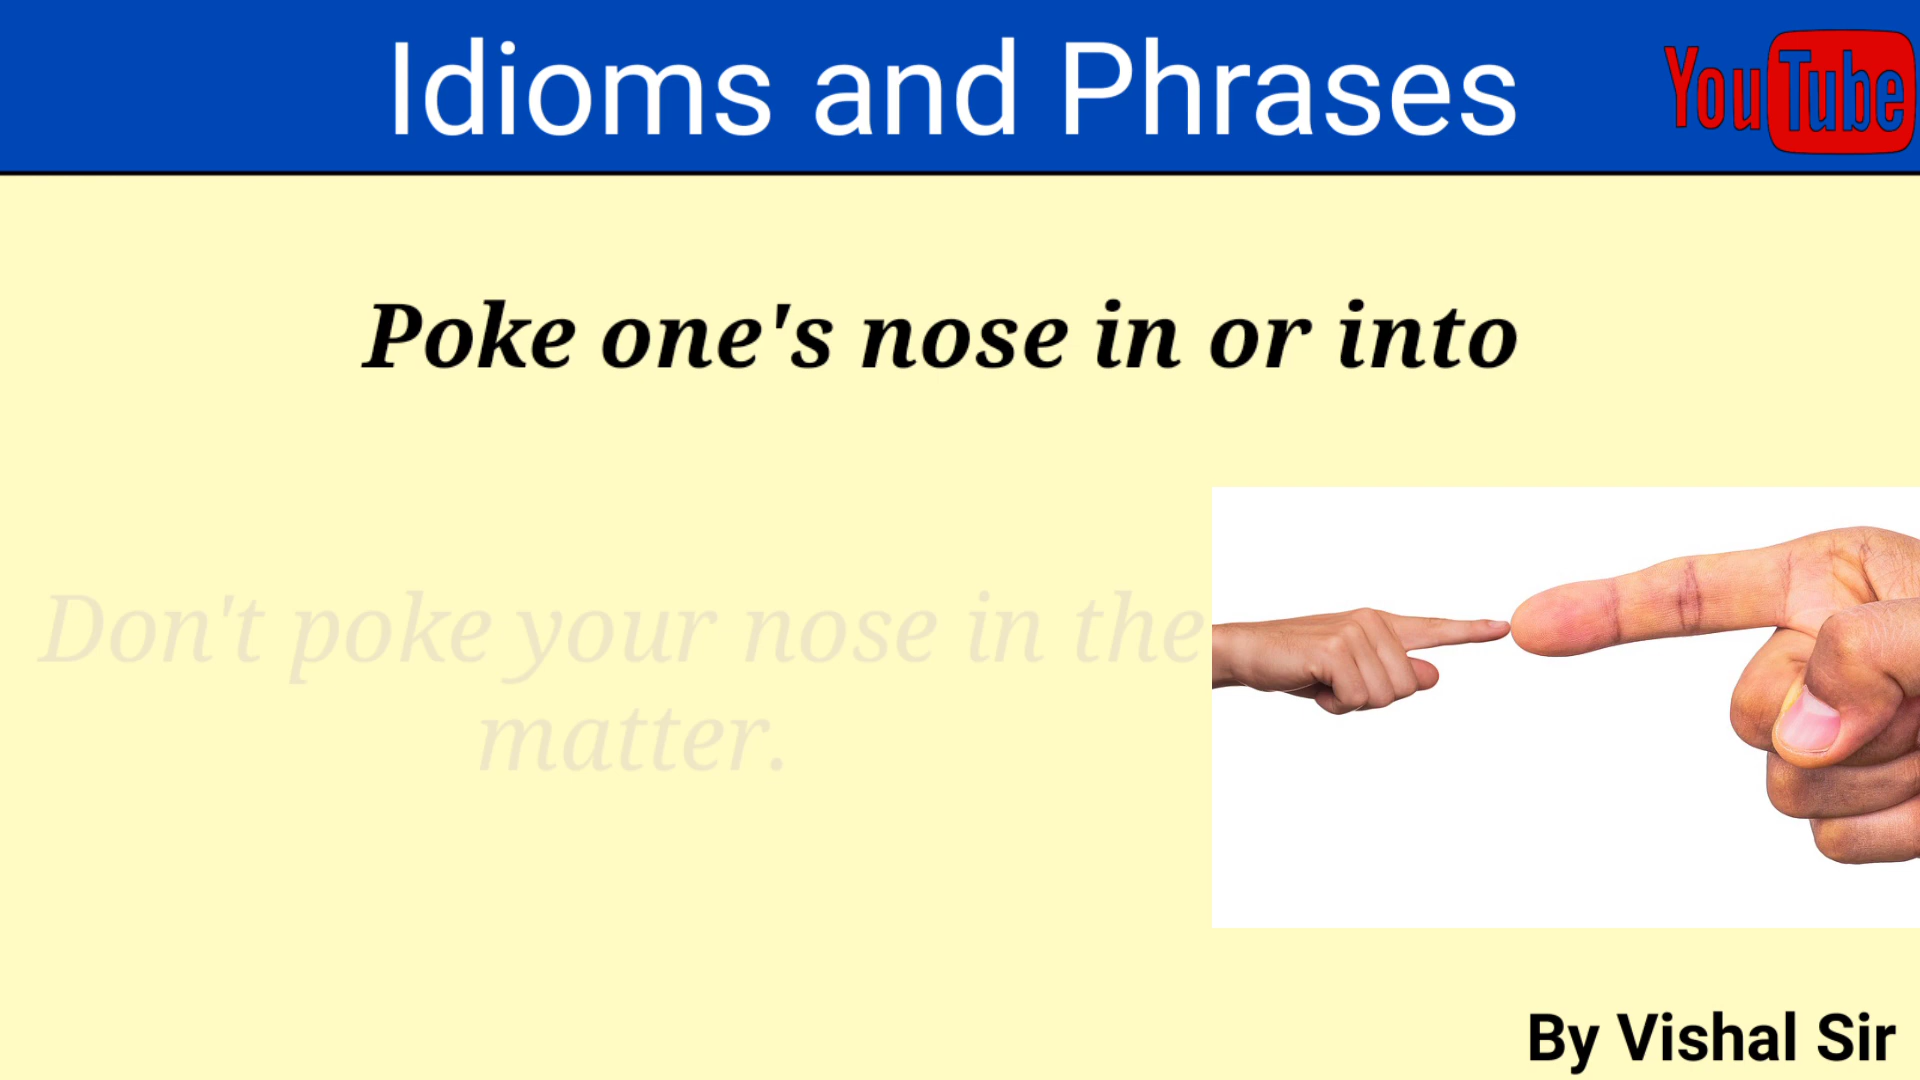 Idioms and Phrases
YouTube
Poke one's nose in or into
Don't poke your nose in the
matter.
By Vishal Sir